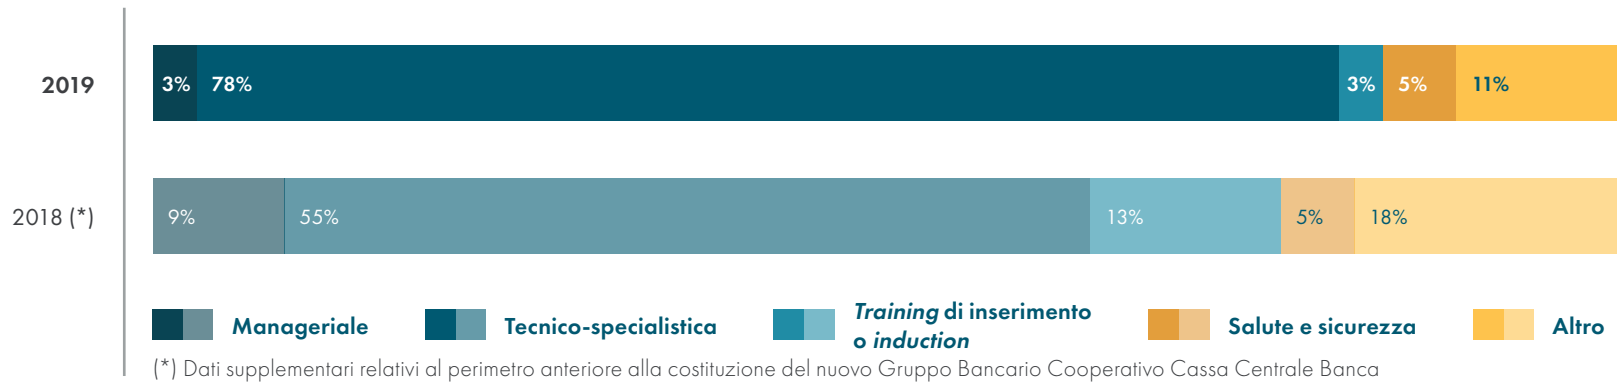 2019
3% 78% 3% 5% 11%
2018 (*)
9% 55% 13% 5% 18%
Manageriale
Tecnico-specialistica
Training di inserimento
o induction
Salute e sicurezza
Altro
(*) Dati supplementari relativi al perimetro anteriore alla costituzione del nuovo Gruppo Bancario Cooperativo Cassa Centrale Banca